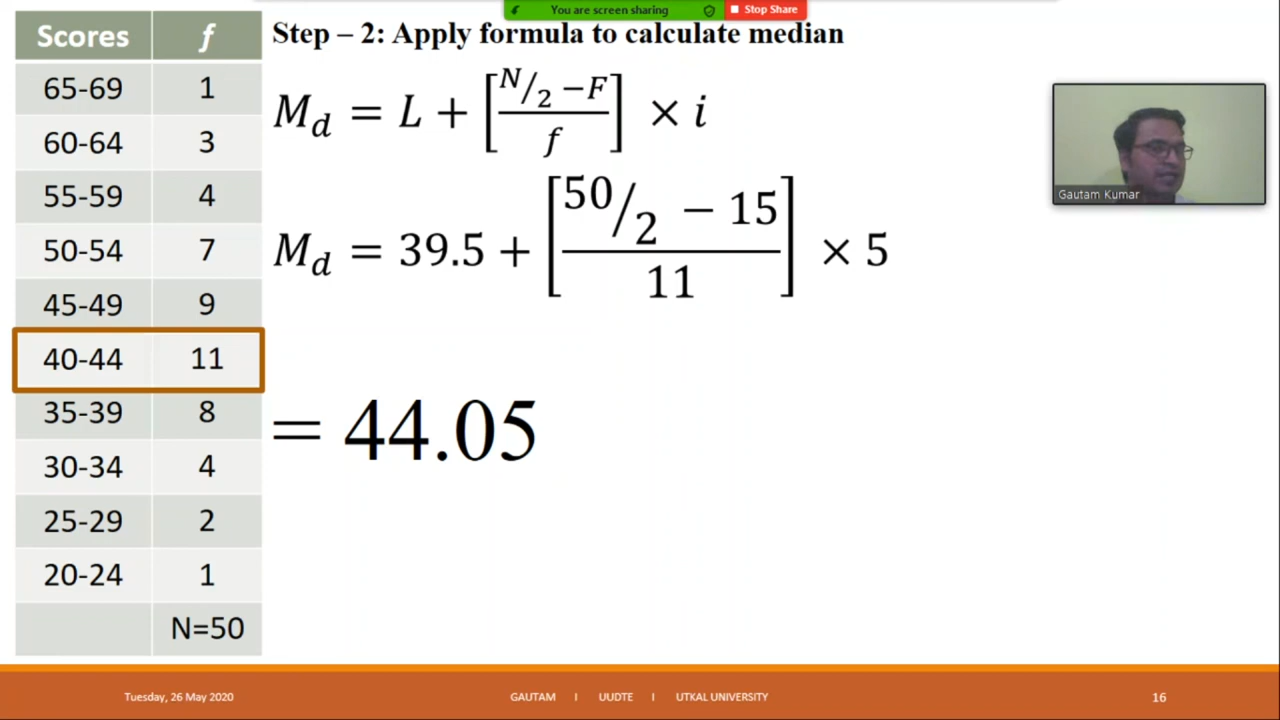 You are screen sharing Stop Share
Step – 2: Apply formula to calculate median
Scores f
65-69 1
60-64 3
55-59 4
50-54 7
45-49 9
40-44 11
35-39 8
30-34 4
25-29 2
20-24 1
N=50
M_d = L + [(N/2 − F)/f] × i
M_d = 39.5 + [(50/2 − 15)/11] × 5
= 44.05
Gautam Kumar
Tuesday, 26 May 2020 GAUTAM I UUDTE I UTKAL UNIVERSITY 16